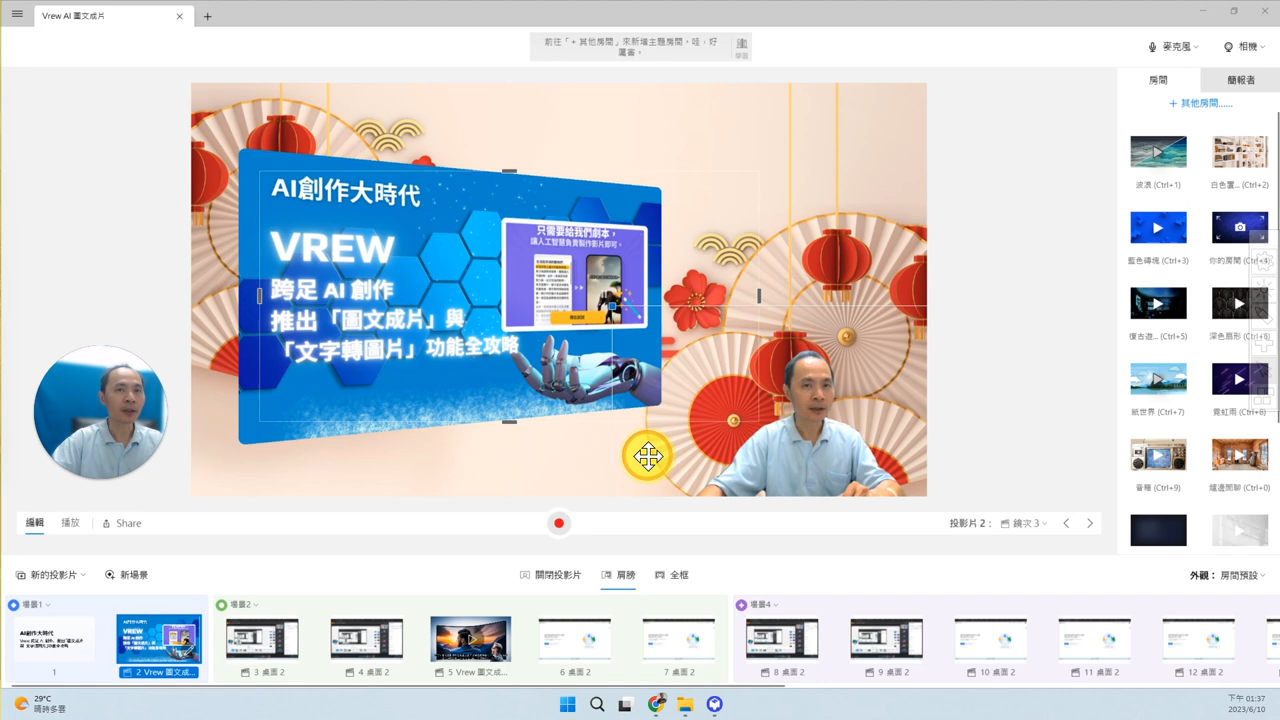 Vrew AI 圖文成片
前往「+ 其他房間」來新增主題房間，哇，好厲害。
學區
麥克風
相機
房間
簡報者
+ 其他房間......
波浪 (Ctrl+1)
白色置... (Ctrl+2)
藍色磚塊 (Ctrl+3)
你的房間 (Ctrl+4)
復古遊... (Ctrl+5)
深色扇形 (Ctrl+6)
紙世界 (Ctrl+7)
霓虹雨 (Ctrl+8)
音箱 (Ctrl+9)
爐邊閒聊 (Ctrl+0)
AI創作大時代
VREW
跨足 AI 創作
推出「圖文成片」與
「文字轉圖片」功能全攻略
只需要給我們劇本，
讓人工智慧負責製作影片即可。
編輯
播放
Share
投影片 2：
鏡次 3
新的投影片
新場景
關閉投影片
肩膀
全框
外觀：房間預設
場景1
場景2
場景4
AI創作大時代
1
2 Vrew 圖文成...
3 桌面 2
4 桌面 2
5 Vrew 圖文成...
6 桌面 2
7 桌面 2
8 桌面 2
9 桌面 2
10 桌面 2
11 桌面 2
12 桌面 2
29°C
晴時多雲
下午 01:37
2023/6/10